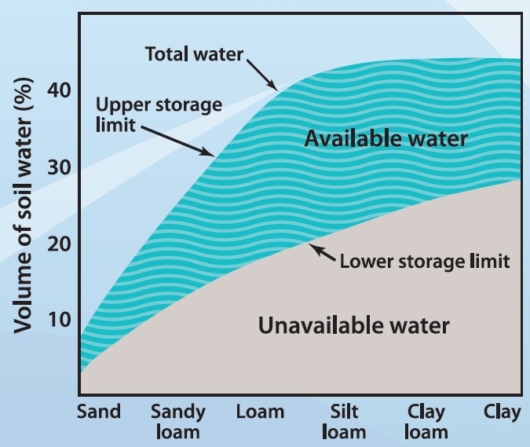 Volume of soil water (%)
40
30
20
10
Total water
Upper storage
limit
Available water
Lower storage limit
Unavailable water
Sand
Sandy
loam
Loam
Silt
loam
Clay
loam
Clay